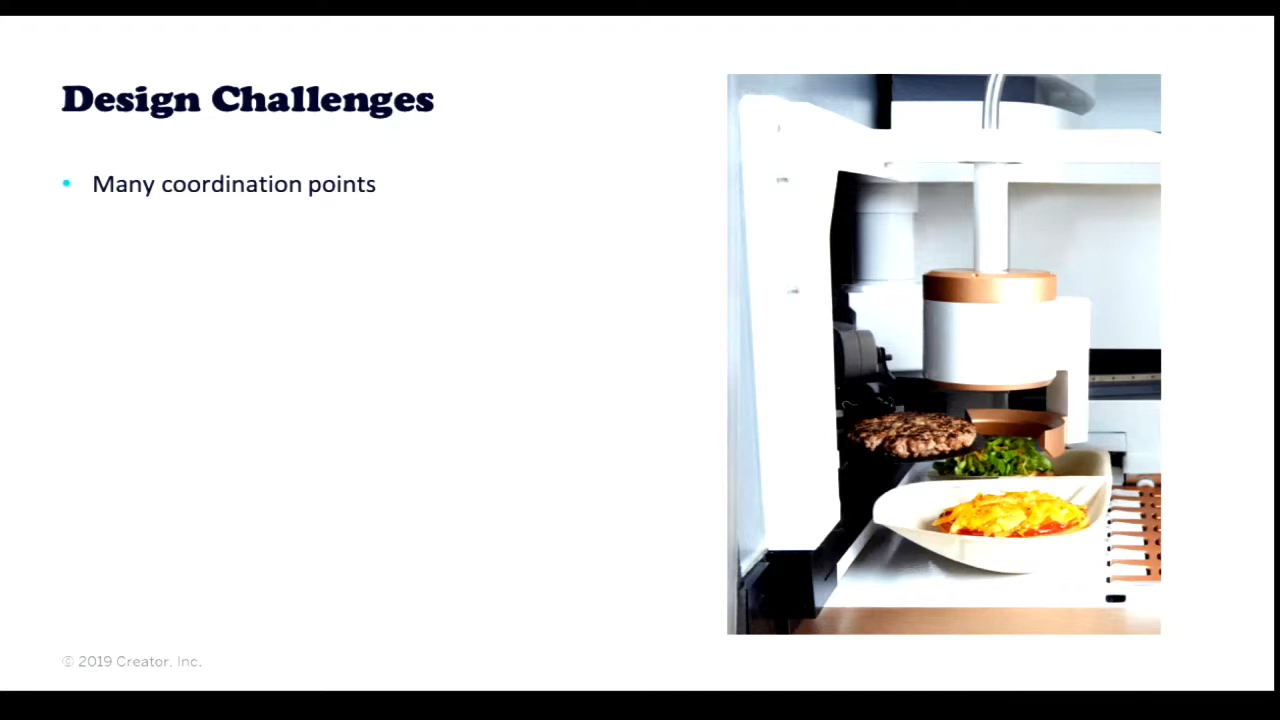 Design Challenges
• Many coordination points
© 2019 Creator, Inc.